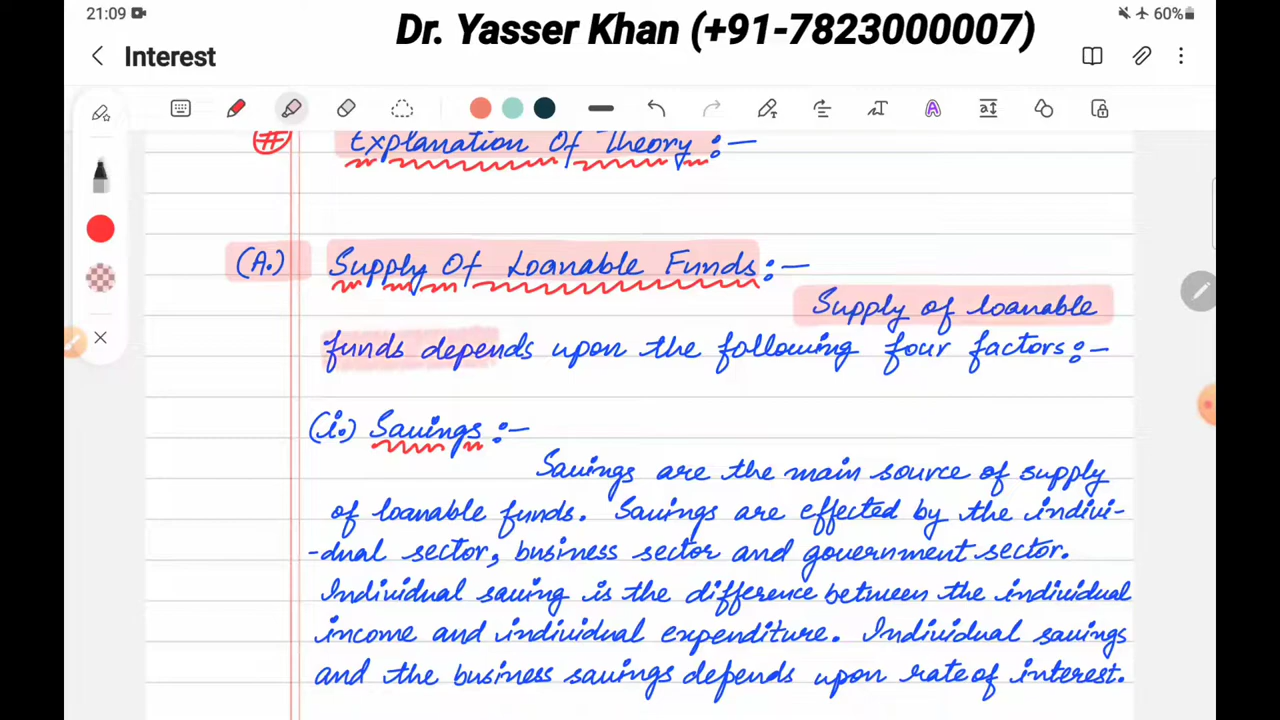 21:09
60%
Dr. Yasser Khan (+91-7823000007)
Interest
# Explanation Of Theory :-
(A.) Supply Of Loanable Funds :-
Supply of loanable
funds depends upon the following four factors :-
(i.) Savings :-
Savings are the main source of supply
of loanable funds. Savings are effected by the indivi-
-dual sector, business sector and government sector.
Individual saving is the difference between the individual
income and individual expenditure. Individual savings
and the business savings depends upon rate of interest.